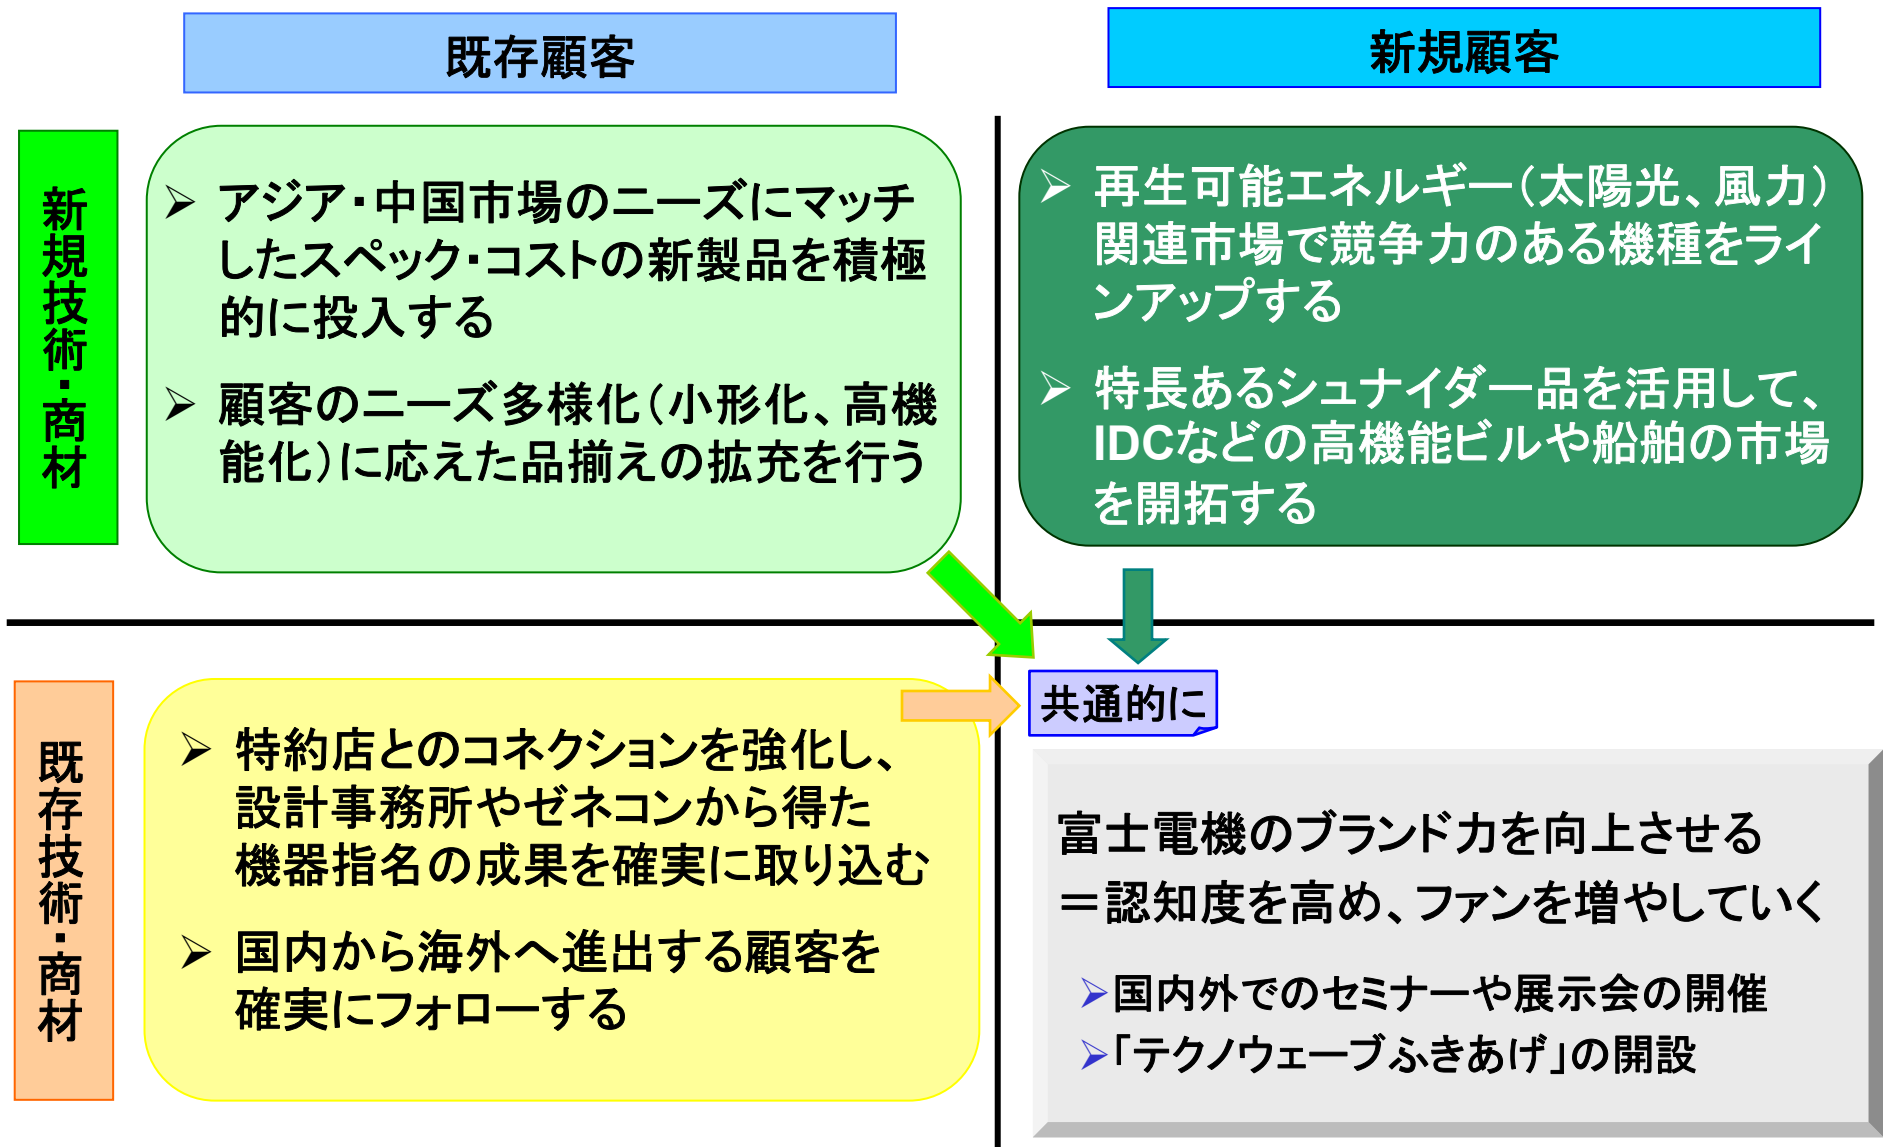 既存顧客
新規顧客
新規技術・商材
アジア・中国市場のニーズにマッチ
したスペック・コストの新製品を積極
的に投入する
顧客のニーズ多様化（小形化、高機
能化）に応えた品揃えの拡充を行う
再生可能エネルギー（太陽光、風力）
関連市場で競争力のある機種をライ
ンアップする
特長あるシュナイダー品を活用して、
IDCなどの高機能ビルや船舶の市場
を開拓する
既存技術・商材
特約店とのコネクションを強化し、
設計事務所やゼネコンから得た
機器指名の成果を確実に取り込む
国内から海外へ進出する顧客を
確実にフォローする
共通的に
富士電機のブランド力を向上させる
＝認知度を高め、ファンを増やしていく
国内外でのセミナーや展示会の開催
「テクノウェーブふきあげ」の開設